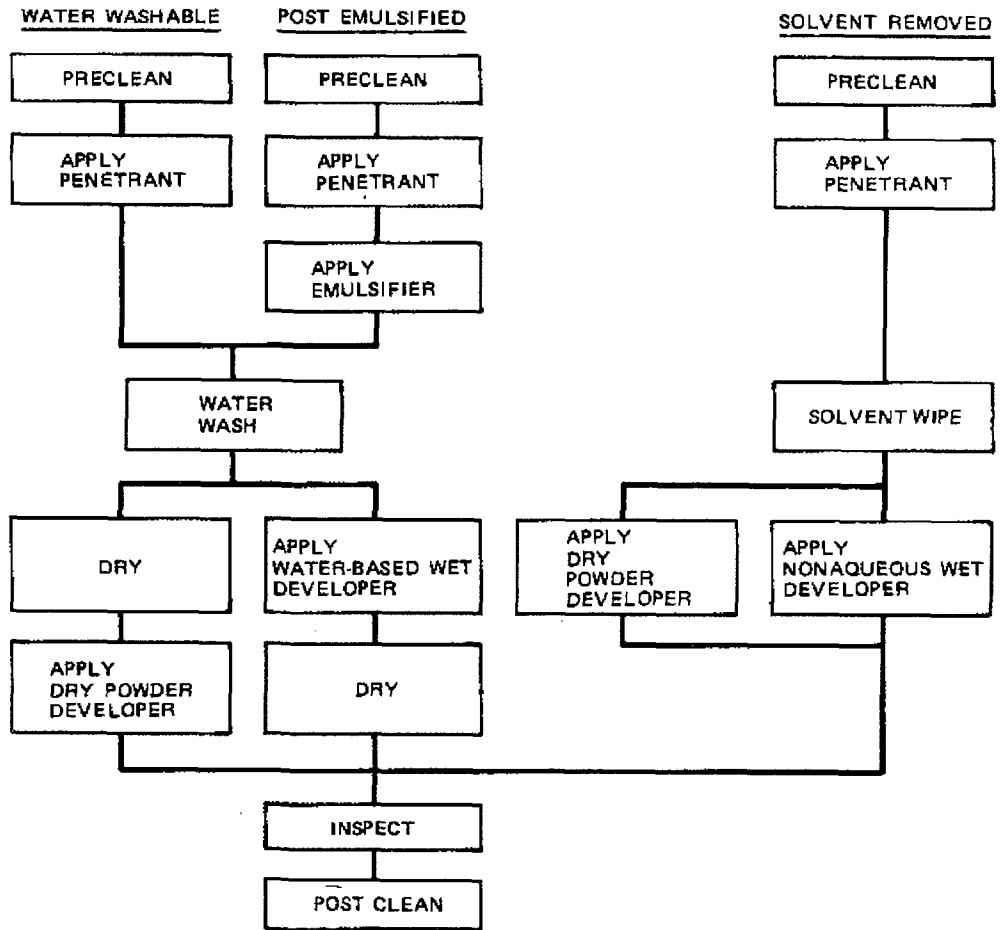 WATER WASHABLE
POST EMULSIFIED
SOLVENT REMOVED
PRECLEAN
PRECLEAN
PRECLEAN
APPLY
PENETRANT
APPLY
PENETRANT
APPLY
PENETRANT
APPLY
EMULSIFIER
WATER
WASH
SOLVENT WIPE
DRY
APPLY
WATER-BASED WET
DEVELOPER
APPLY
DRY
POWDER
DEVELOPER
APPLY
NONAQUEOUS WET
DEVELOPER
APPLY
DRY POWDER
DEVELOPER
DRY
INSPECT
POST CLEAN